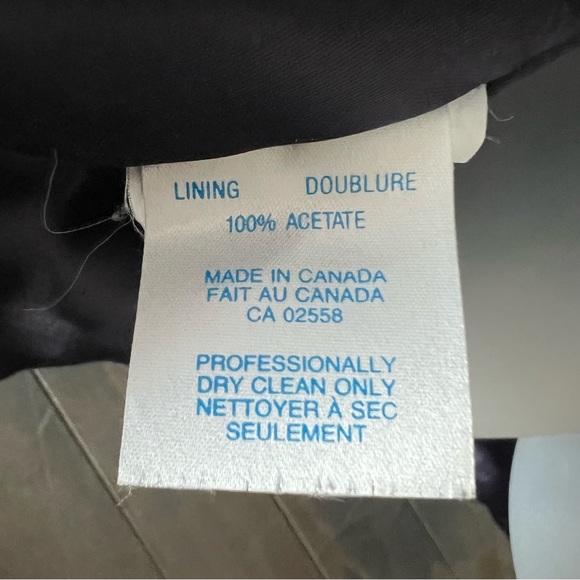 LINING DOUBLURE
100% ACETATE
MADE IN CANADA
FAIT AU CANADA
CA 02558
PROFESSIONALLY
DRY CLEAN ONLY
NETTOYER À SEC
SEULEMENT